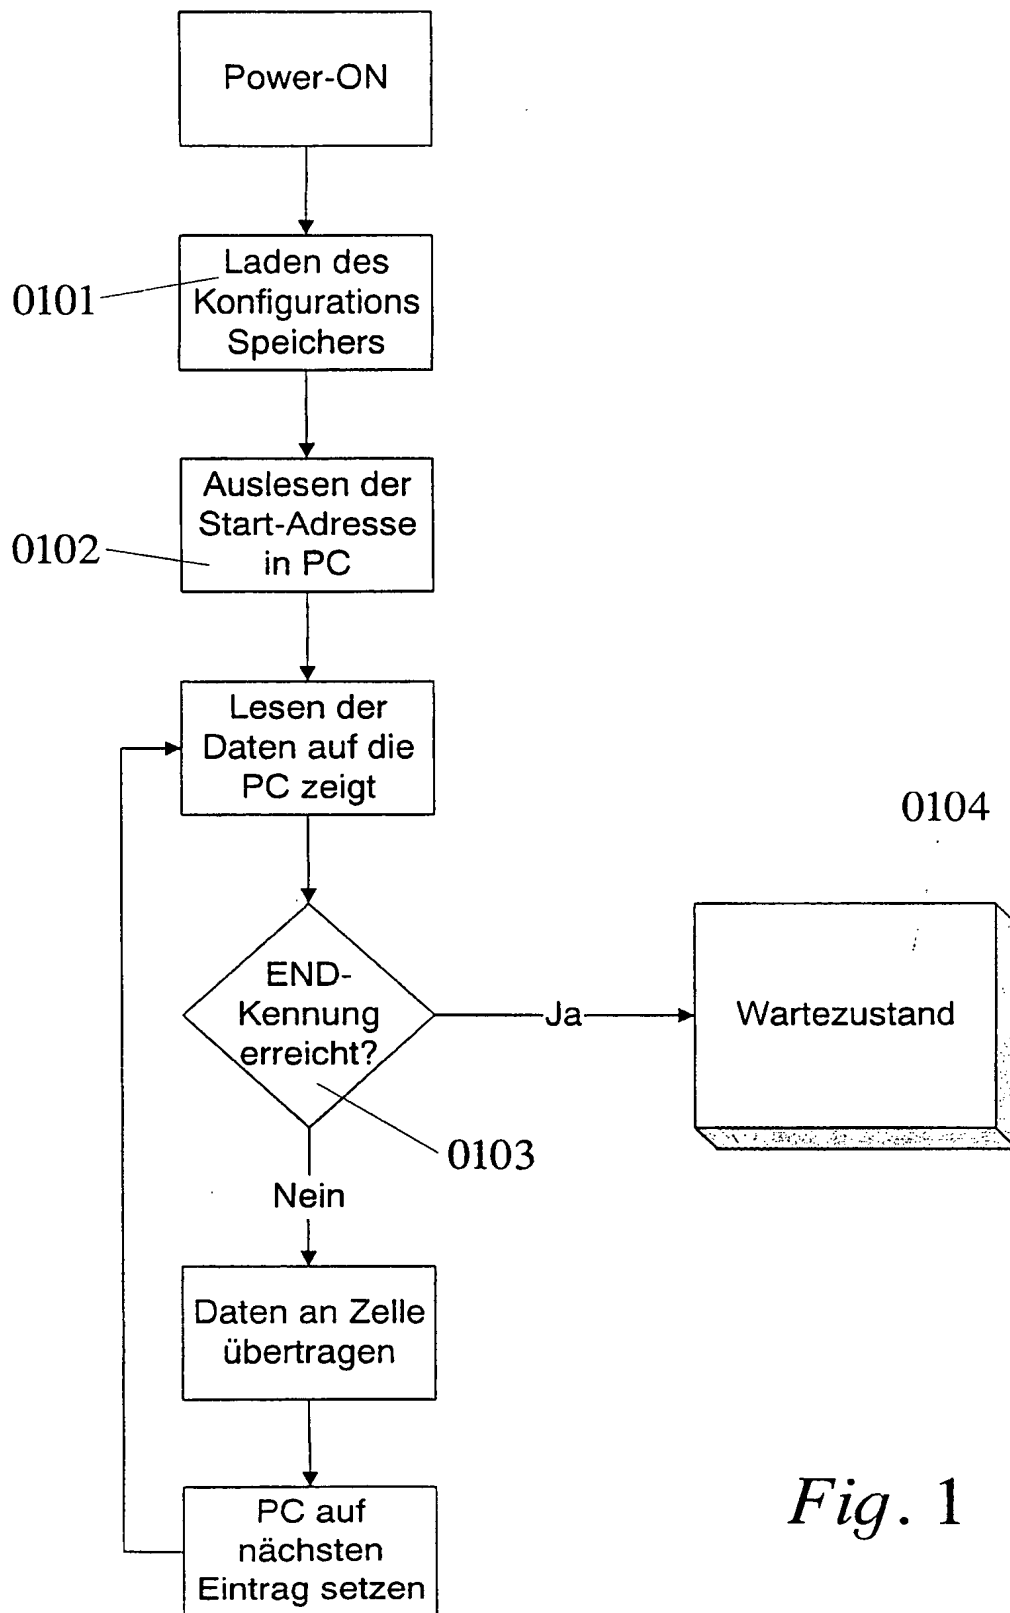 Power-ON
0101
Laden des
Konfigurations
Speichers
0102
Auslesen der
Start-Adresse
in PC
Lesen der
Daten auf die
PC zeigt
0104
END-
Kennung
erreicht?
Ja
Wartezustand
0103
Nein
Daten an Zelle
übertragen
PC auf
nächsten
Eintrag setzen
Fig. 1